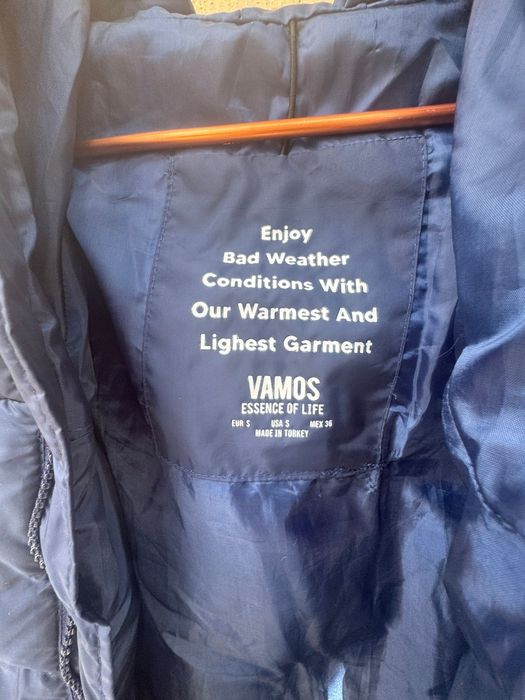 Enjoy
Bad Weather
Conditions With
Our Warmest And
Lighest Garment
VAMOS
ESSENCE OF LIFE
EUR S USA S MEX 36
MADE IN TORKEY